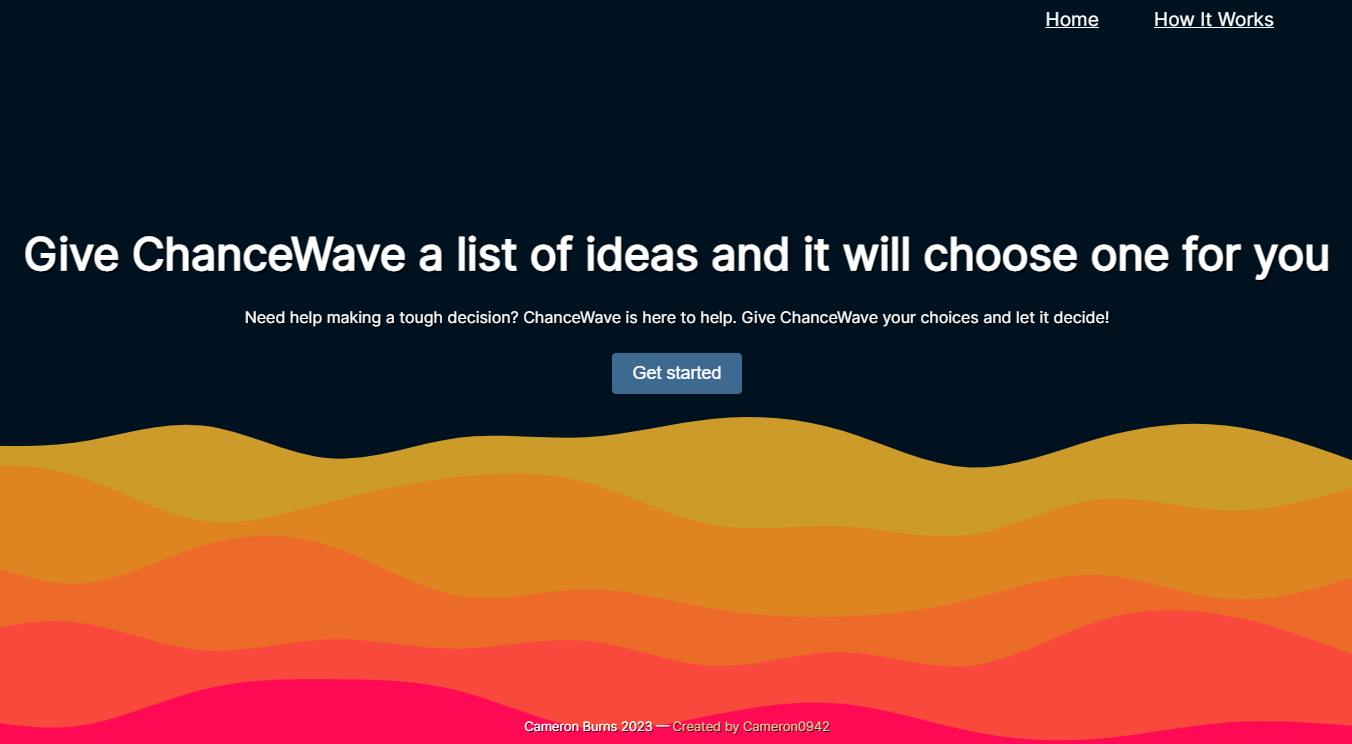 Home How It Works
Give ChanceWave a list of ideas and it will choose one for you
Need help making a tough decision? ChanceWave is here to help. Give ChanceWave your choices and let it decide!
Get started
Cameron Burns 2023 — Created by Cameron0942